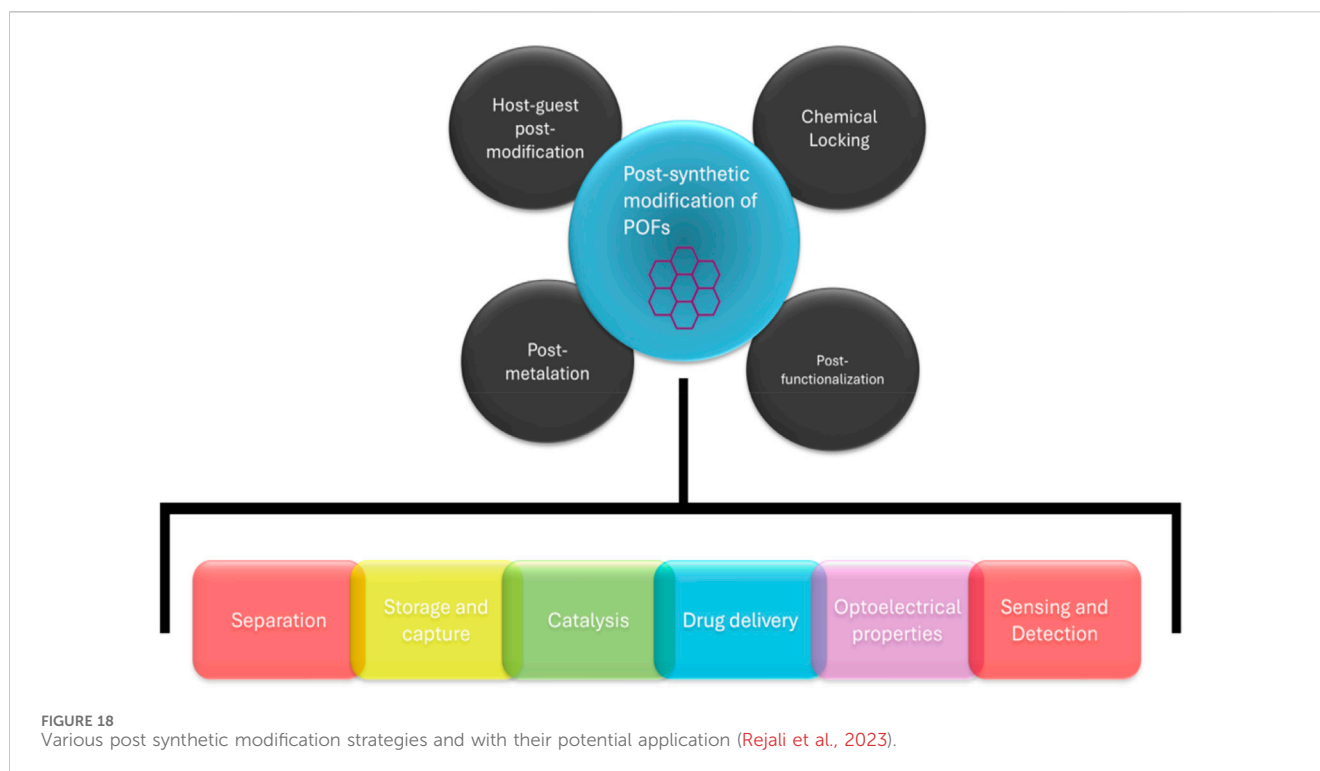 Host-guest
post-
modification
Chemical
Locking
Post-synthetic
modification of
POFs
Post-
metalation
Post-
functionalization
Separation
Storage and
capture
Catalysis
Drug delivery
Optoelectrical
properties
Sensing and
Detection
FIGURE 18
Various post synthetic modification strategies and with their potential application (Rejali et al., 2023).